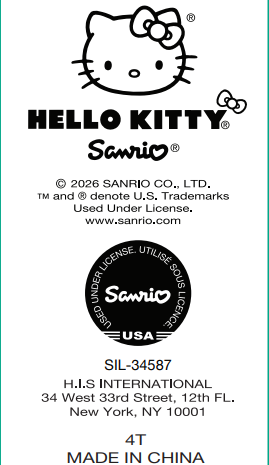 ®
HELLO KITTY®
Sanrio®
© 2026 SANRIO CO., LTD.
™ and ® denote U.S. Trademarks
Used Under License.
www.sanrio.com
USED UNDER LICENSE. UTILISÉ SOUS LICENCE.
Sanrio
USA
SIL-34587
H.I.S INTERNATIONAL
34 West 33rd Street, 12th FL.
New York, NY 10001
4T
MADE IN CHINA